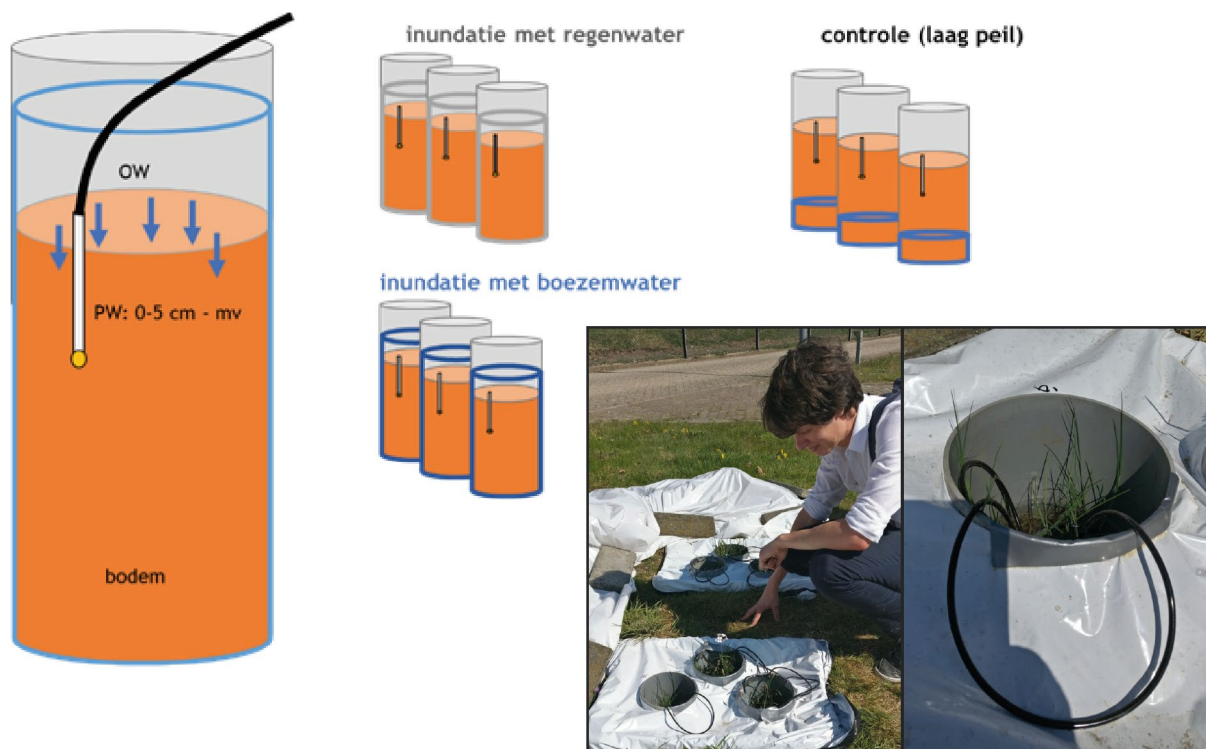 inundatie met regenwater
controle (laag peil)
OW
PW: 0-5 cm - mv
inundatie met boezemwater
bodem